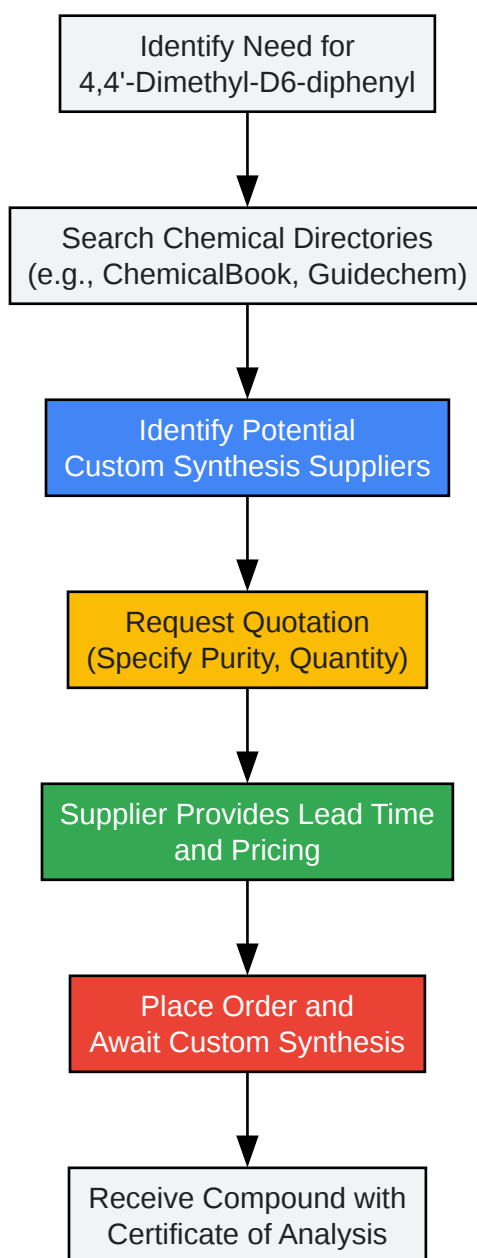 Identify Need for
4,4'-Dimethyl-D6-diphenyl
Search Chemical Directories
(e.g., ChemicalBook, Guidechem)
Identify Potential
Custom Synthesis Suppliers
Request Quotation
(Specify Purity, Quantity)
Supplier Provides Lead Time
and Pricing
Place Order and
Await Custom Synthesis
Receive Compound with
Certificate of Analysis